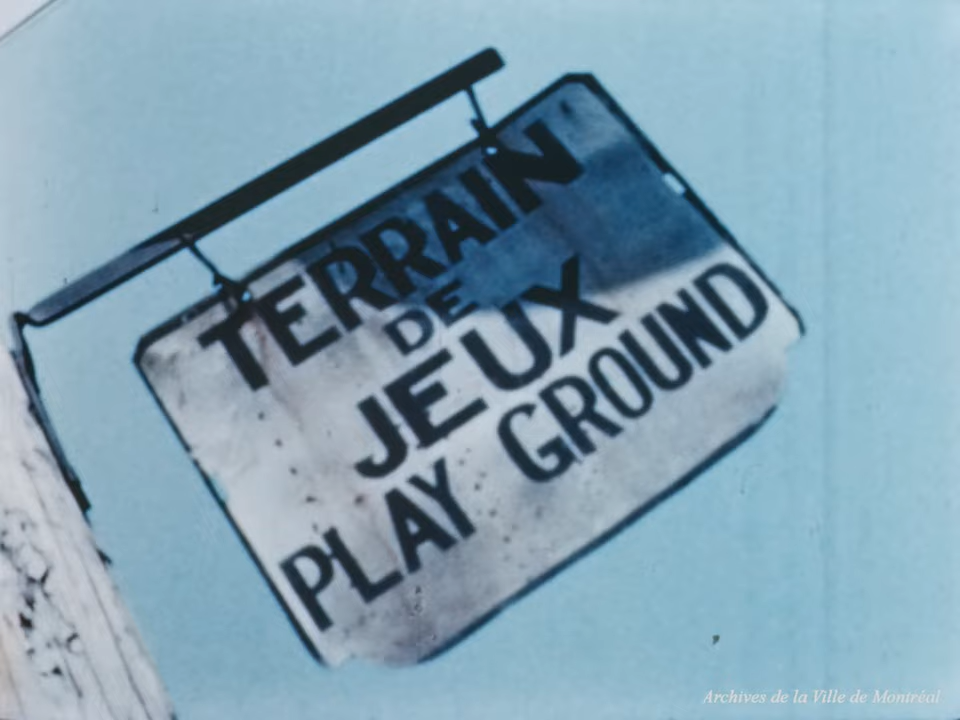 TERRAIN
DE
JEUX
PLAY GROUND
Archives de la Ville de Montréal